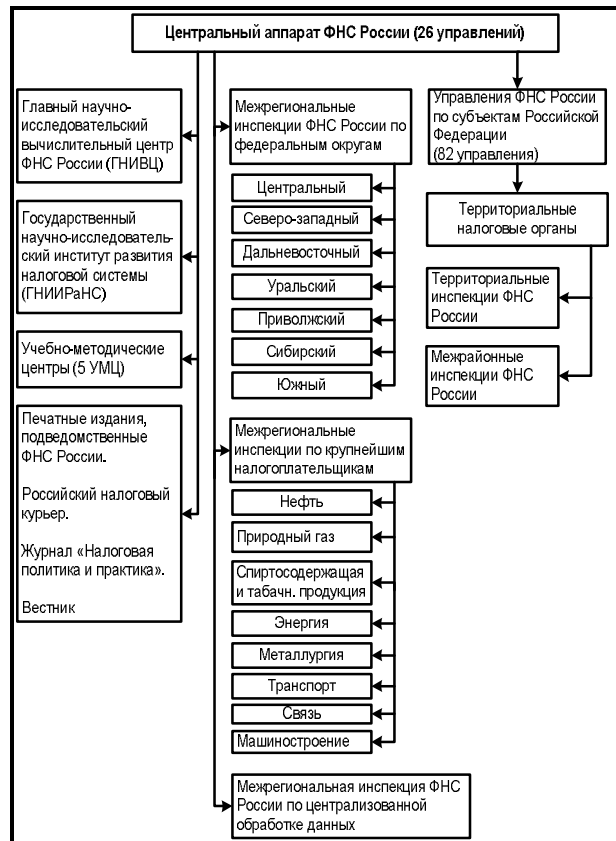 Центральный аппарат ФНС России (26 управлений)
Главный научно-
исследовательский
вычислительный центр
ФНС России (ГНИВЦ)
Государственный
научно-исследователь-
ский институт развития
налоговой системы
(ГНИИРаНС)
Учебно-методические
центры (5 УМЦ)
Печатные издания,
подведомственные
ФНС России.
Российский налоговый
курьер.
Журнал «Налоговая
политика и практика».
Вестник
Межрегиональные
инспекции ФНС России по
федеральным округам
Центральный
Северо-западный
Дальневосточный
Уральский
Приволжский
Сибирский
Южный
Межрегиональные
инспекции по крупнейшим
налогоплательщикам
Нефть
Природный газ
Спиртосодержащая
и табачн. продукция
Энергия
Металлургия
Транспорт
Связь
Машиностроение
Межрегиональная инспекция ФНС
России по централизованной
обработке данных
Управления ФНС России
по субъектам Российской
Федерации
(82 управления)
Территориальные
налоговые органы
Территориальные
инспекции ФНС
России
Межрайонные
инспекции ФНС
России